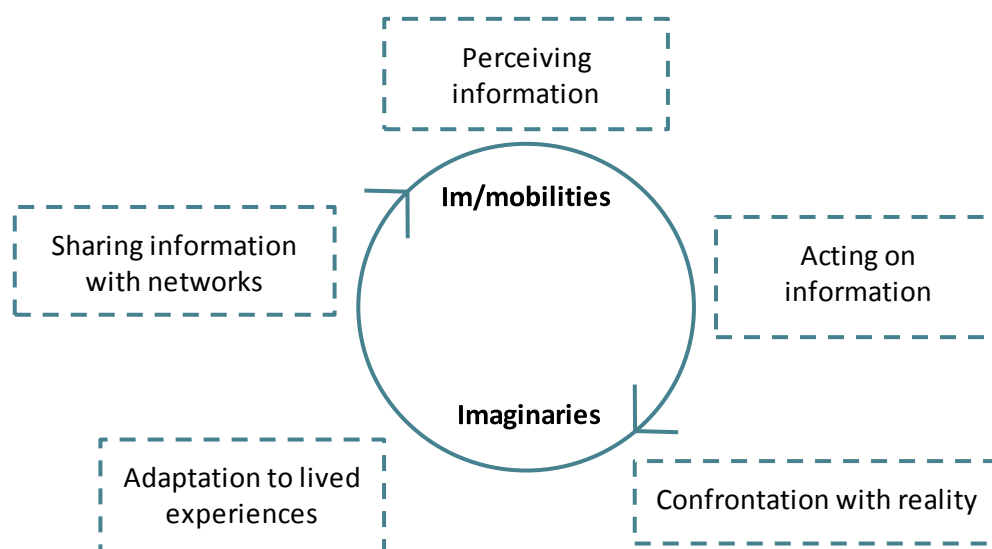 Perceiving
information
Im/mobilities
Sharing information
with networks
Acting on
information
Imaginaries
Adaptation to lived
experiences
Confrontation with reality